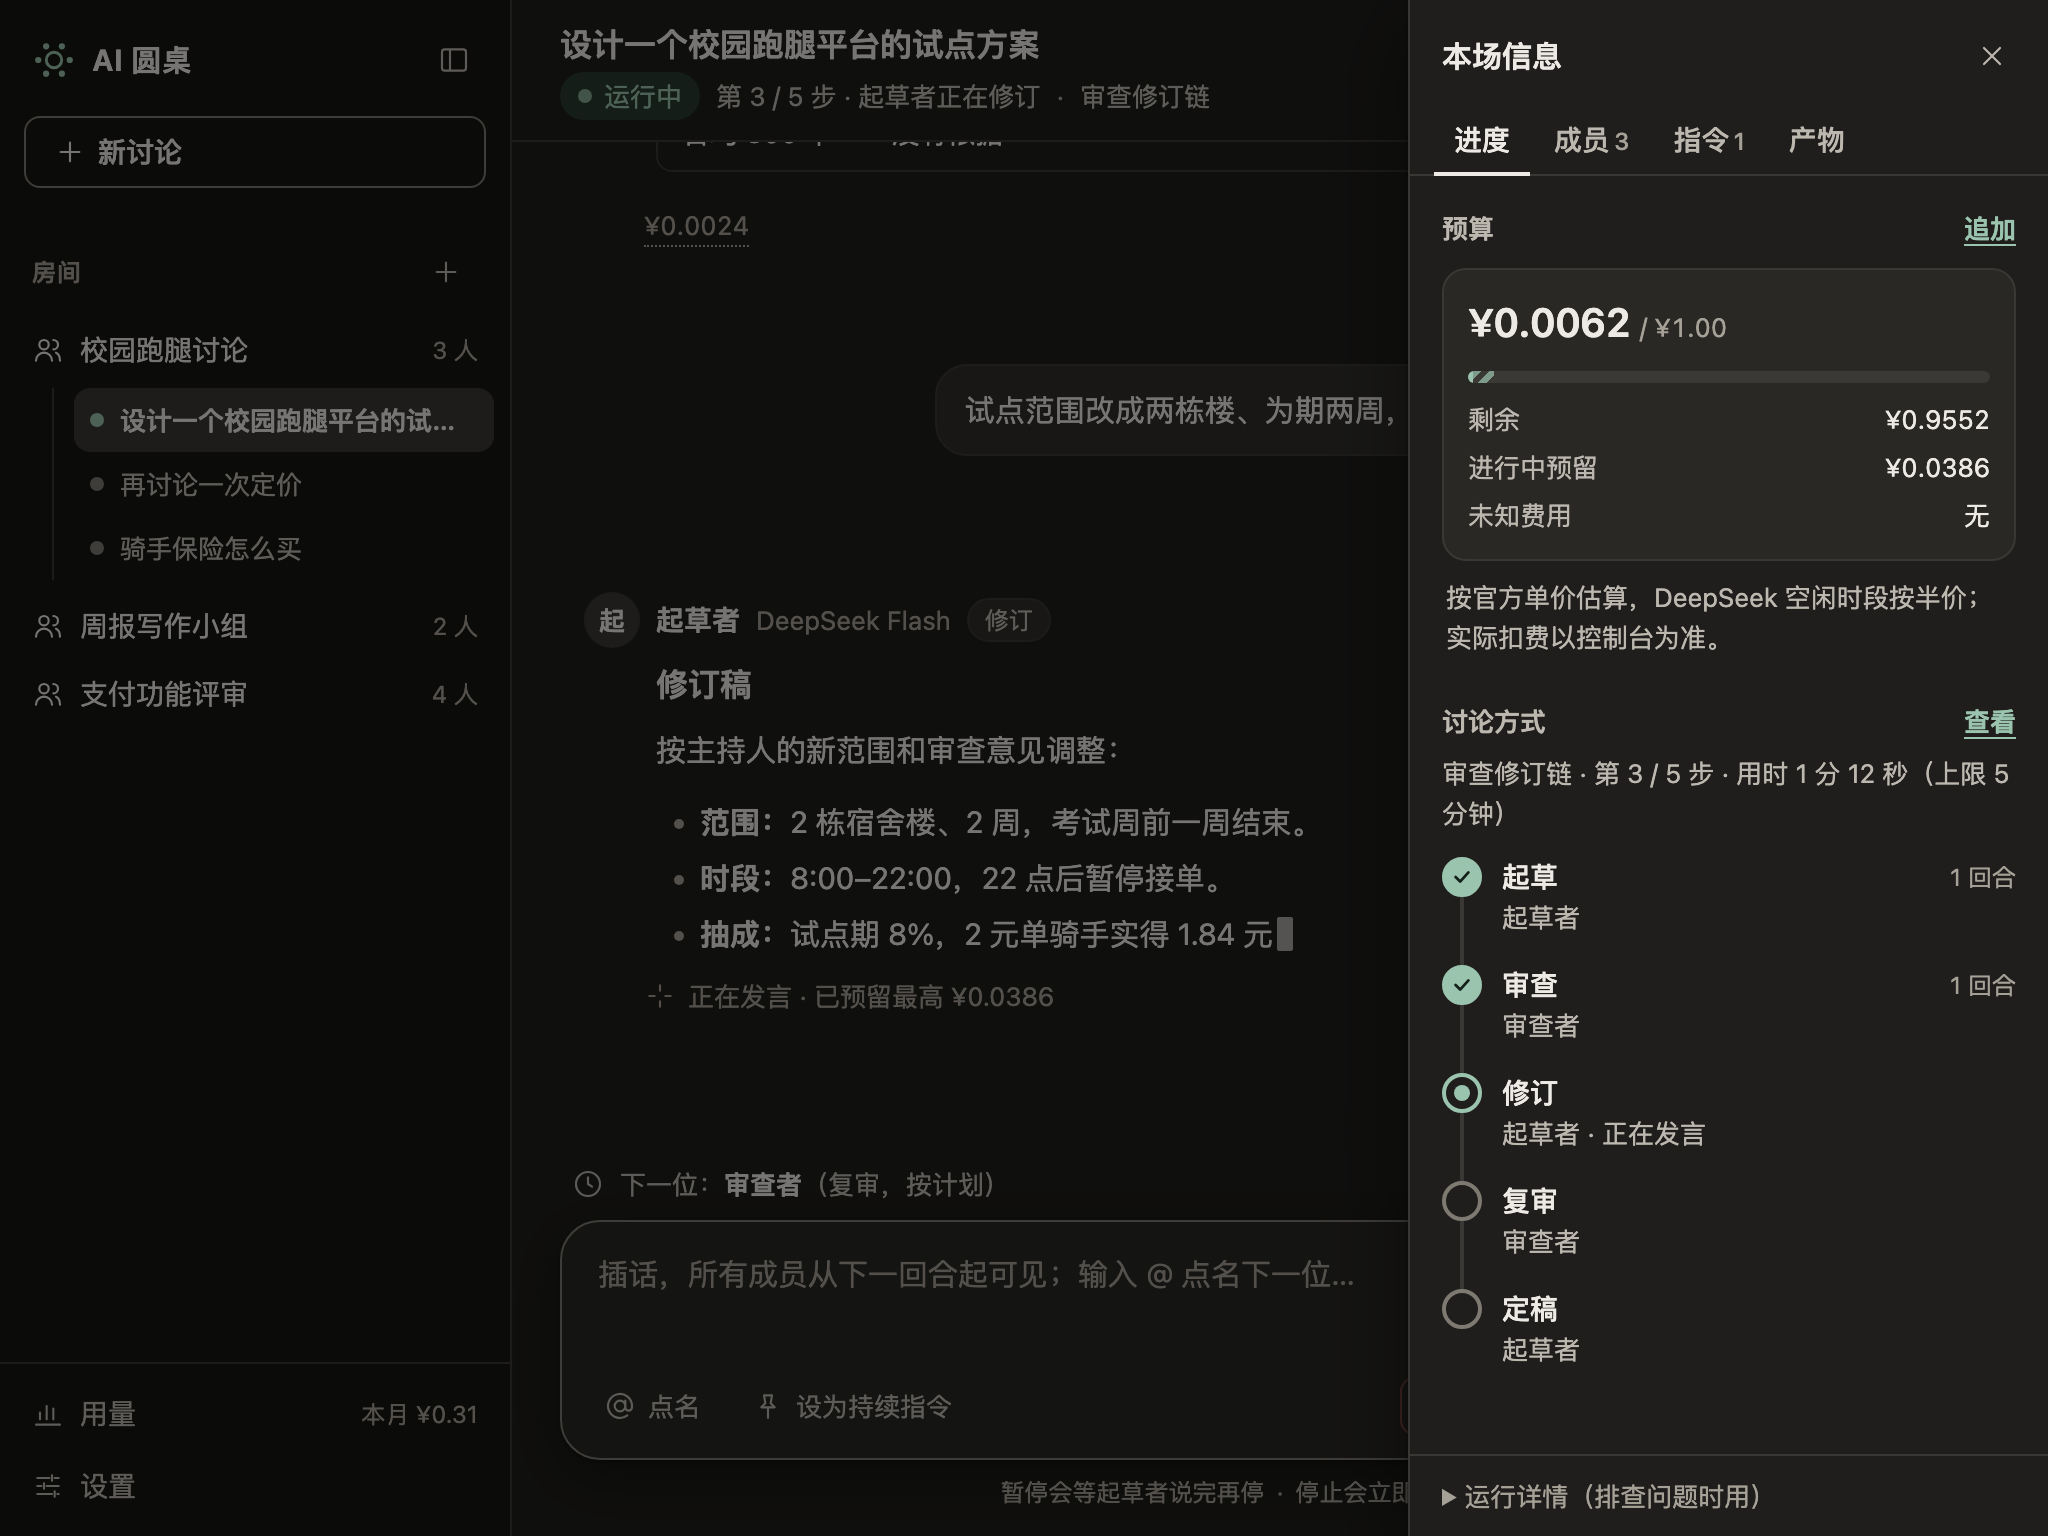 AI 圆桌
新讨论
房间
校园跑腿讨论 3 人
设计一个校园跑腿平台的试...
再讨论一次定价
骑手保险怎么买
周报写作小组 2 人
支付功能评审 4 人
用量 本月 ¥0.31
设置
设计一个校园跑腿平台的试点方案
运行中 第 3 / 5 步 · 起草者正在修订 · 审查修订链
¥0.0024
试点范围改成两栋楼、为期两周，
起 起草者 DeepSeek Flash 修订
修订稿
按主持人的新范围和审查意见调整：
• 范围：2 栋宿舍楼、2 周，考试周前一周结束。
• 时段：8:00–22:00，22 点后暂停接单。
• 抽成：试点期 8%，2 元单骑手实得 1.84 元
正在发言 · 已预留最高 ¥0.0386
下一位：审查者（复审，按计划）
插话，所有成员从下一回合起可见；输入 @ 点名下一位...
@ 点名 设为持续指令
暂停会等起草者说完再停 · 停止会立即
本场信息
进度 成员 3 指令 1 产物
预算 追加
¥0.0062 / ¥1.00
剩余 ¥0.9552
进行中预留 ¥0.0386
未知费用 无
按官方单价估算，DeepSeek 空闲时段按半价；
实际扣费以控制台为准。
讨论方式 查看
审查修订链 · 第 3 / 5 步 · 用时 1 分 12 秒（上限 5
分钟）
起草 1 回合
起草者
审查 1 回合
审查者
修订
起草者 · 正在发言
复审
审查者
定稿
起草者
▶ 运行详情（排查问题时用）